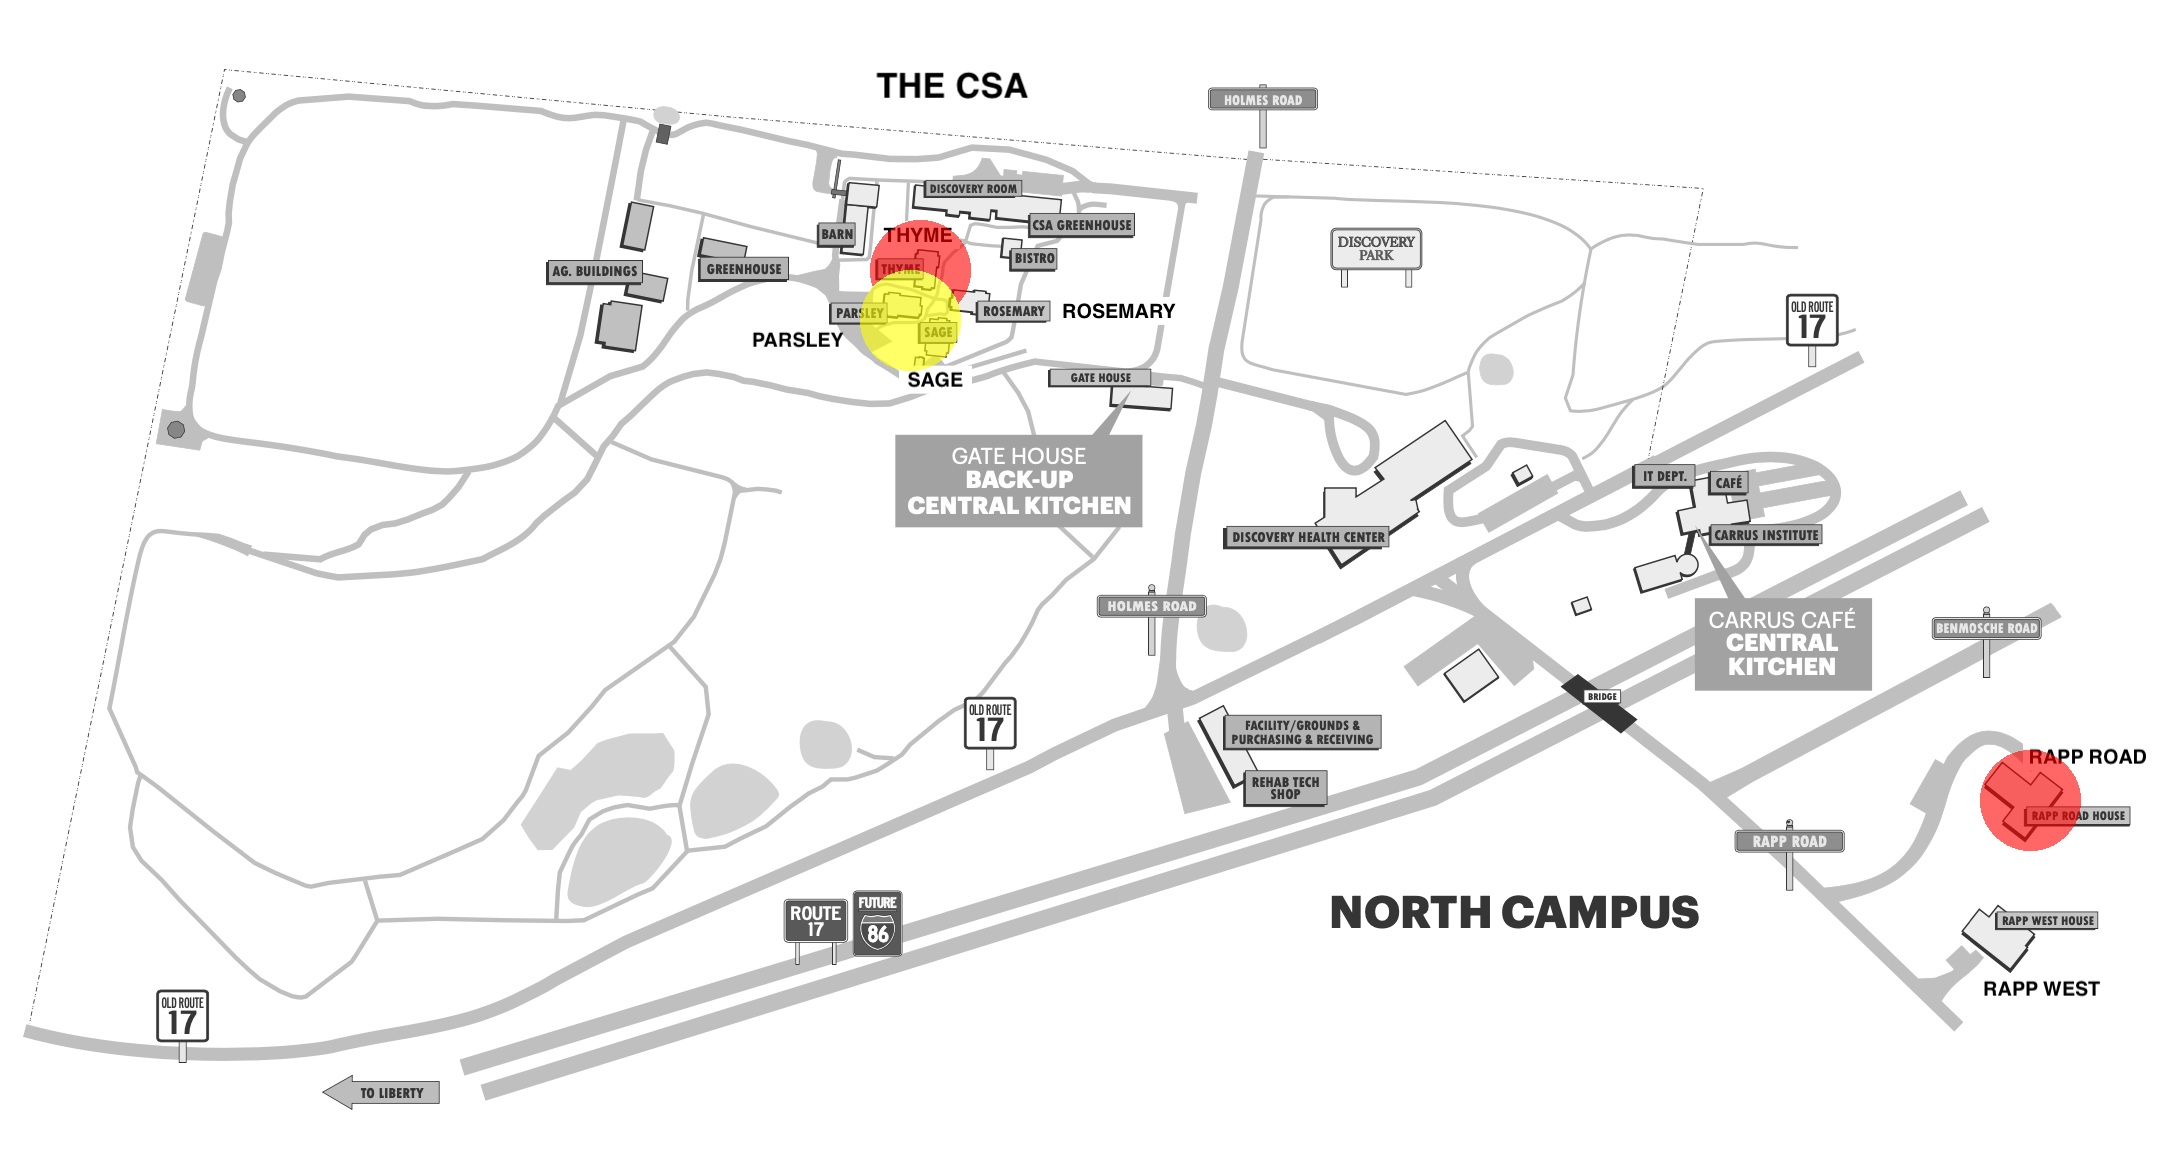 THE CSA
HOLMES ROAD
DISCOVERY ROOM
CSA GREENHOUSE
BARN
THYME
THYME
BISTRO
AG. BUILDINGS
GREENHOUSE
PARSLEY
ROSEMARY
ROSEMARY
SAGE
PARSLEY
SAGE
GATE HOUSE
GATE HOUSE
BACK-UP
CENTRAL KITCHEN
DISCOVERY
PARK
OLD ROUTE
17
IT DEPT.
CAFÉ
CARRUS INSTITUTE
DISCOVERY HEALTH CENTER
HOLMES ROAD
CARRUS CAFÉ
CENTRAL
KITCHEN
BENMOSCHE ROAD
BRIDGE
OLD ROUTE
17
FACILITY/GROUNDS &
PURCHASING & RECEIVING
REHAB TECH
SHOP
RAPP ROAD
RAPP ROAD HOUSE
RAPP ROAD
NORTH CAMPUS
ROUTE
17
FUTURE
86
RAPP WEST HOUSE
RAPP WEST
OLD ROUTE
17
TO LIBERTY